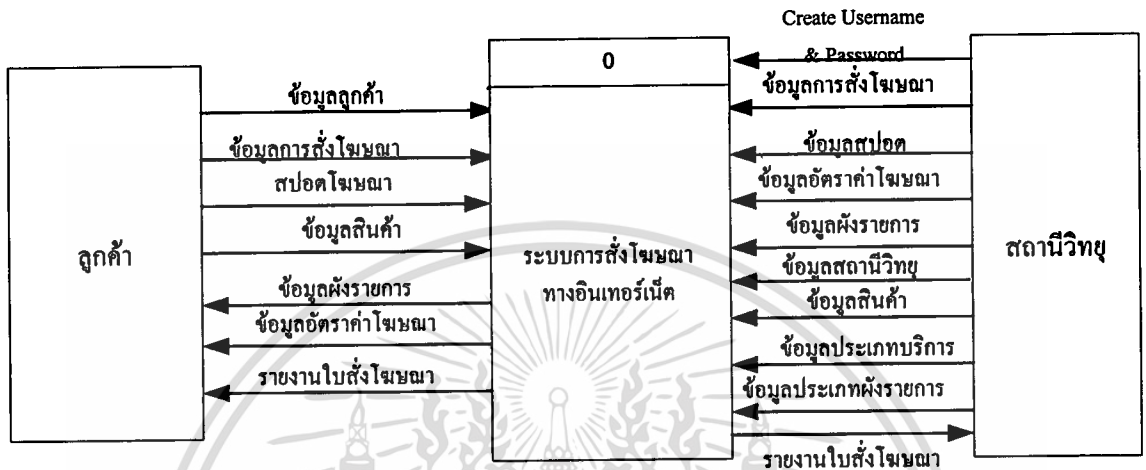 ลูกค้า
ข้อมูลลูกค้า
ข้อมูลการสั่งโฆษณา
สปอตโฆษณา
ข้อมูลสินค้า
ข้อมูลผังรายการ
ข้อมูลอัตราค่าโฆษณา
รายงานใบสั่งโฆษณา
0
ระบบการสั่งโฆษณา
ทางอินเทอร์เน็ต
Create Username
& Password
ข้อมูลการสั่งโฆษณา
ข้อมูลสปอต
ข้อมูลอัตราค่าโฆษณา
ข้อมูลผังรายการ
ข้อมูลสถานีวิทยุ
ข้อมูลสินค้า
ข้อมูลประเภทบริการ
ข้อมูลประเภทผังรายการ
รายงานใบสั่งโฆษณา
สถานีวิทยุ